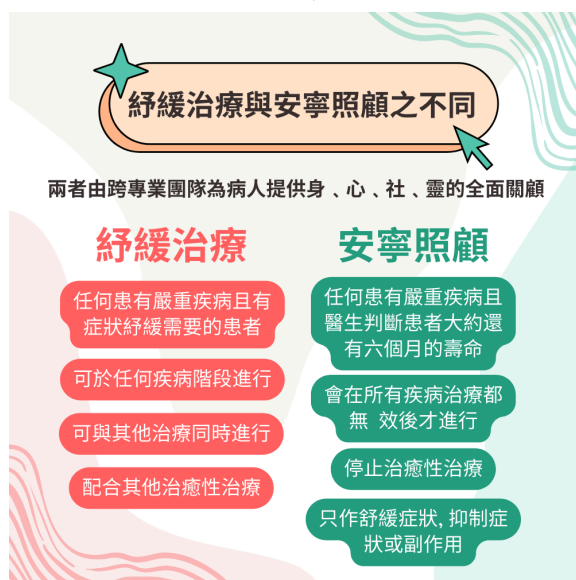 紓緩治療與安寧照顧之不同
兩者由跨專業團隊為病人提供身、心、社、靈的全面關顧
紓緩治療
任何患有嚴重疾病且有
症狀紓緩需要的患者
可於任何疾病階段進行
可與其他治療同時進行
配合其他治癒性治療
安寧照顧
任何患有嚴重疾病且
醫生判斷患者大約還
有六個月的壽命
會在所有疾病治療都
無 效後才進行
停止治癒性治療
只作舒緩症狀, 抑制症
狀或副作用